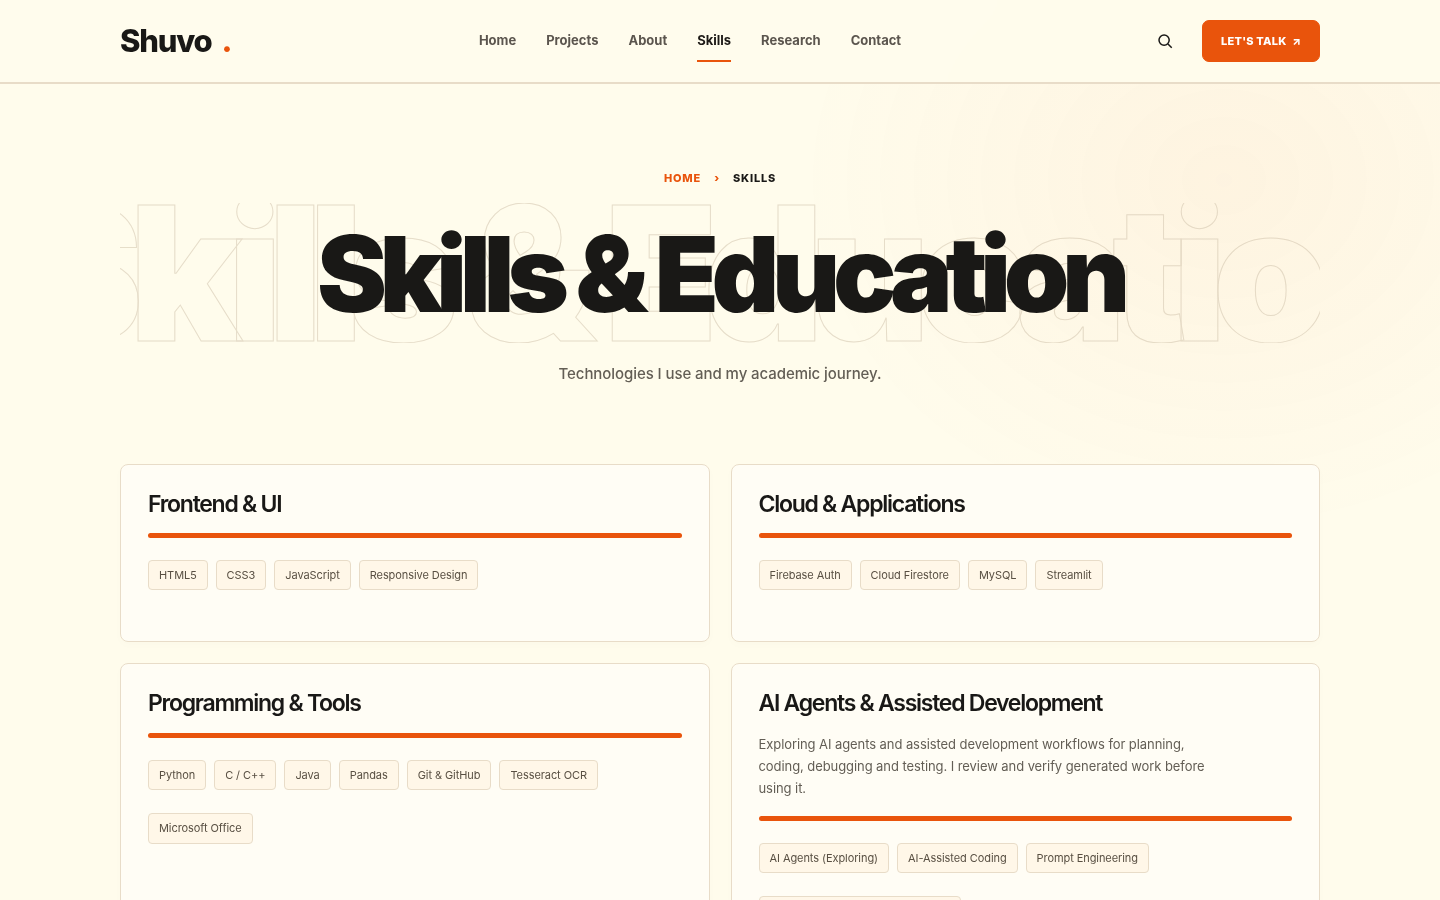 Shuvo .
Home Projects About Skills Research Contact
LET'S TALK ↗
HOME › SKILLS
Skills & Educatio
Skills & Education
Technologies I use and my academic journey.
Frontend & UI
HTML5 CSS3 JavaScript Responsive Design
Cloud & Applications
Firebase Auth Cloud Firestore MySQL Streamlit
Programming & Tools
Python C / C++ Java Pandas Git & GitHub Tesseract OCR
Microsoft Office
AI Agents & Assisted Development
Exploring AI agents and assisted development workflows for planning,
coding, debugging and testing. I review and verify generated work before
using it.
AI Agents (Exploring) AI-Assisted Coding Prompt Engineering